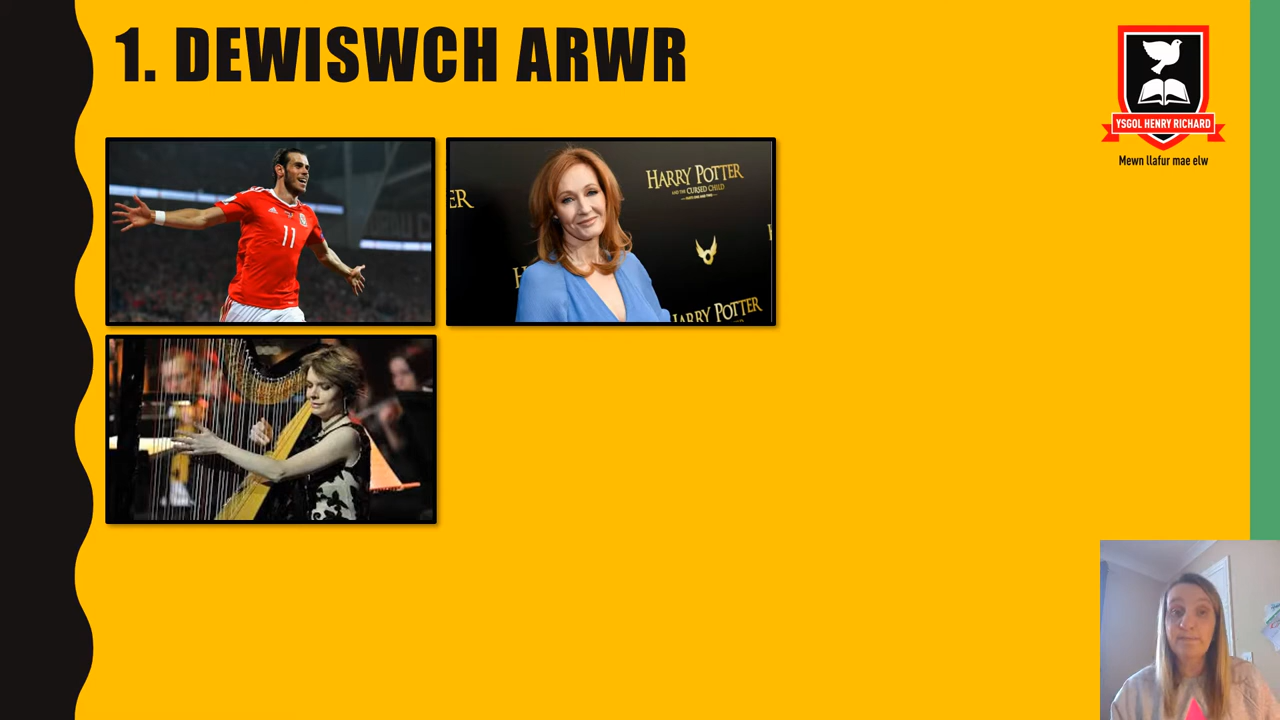 1. DEWISWCH ARWR
YSGOL HENRY RICHARD
Mewn llafur mae elw
11
HARRY POTTER
AND THE CURSED CHILD
ER
H
HARRY POTTER